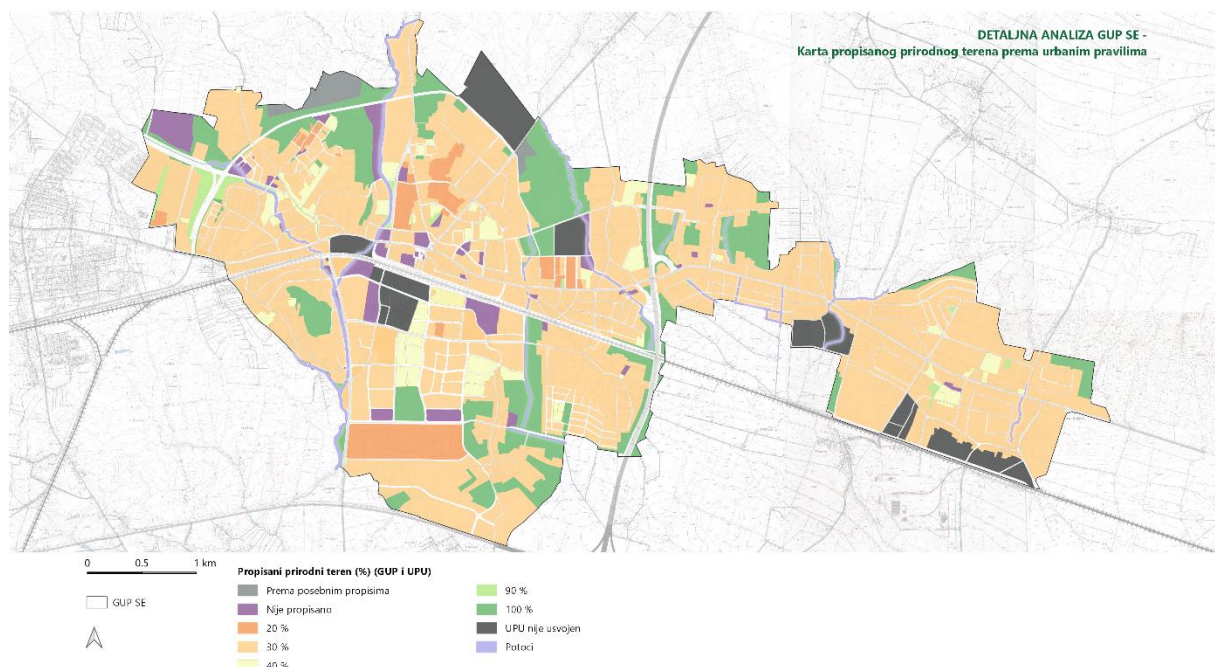 DETALJNA ANALIZA GUP SE -
Karta propisanog prirodnog terena prema urbanim pravilima
0 0.5 1 km
GUP SE
Propisani prirodni teren (%) (GUP i UPU)
Prema posebnim propisima
Nije propisano
20 %
30 %
40 %
90 %
100 %
UPU nije usvojen
Potoci